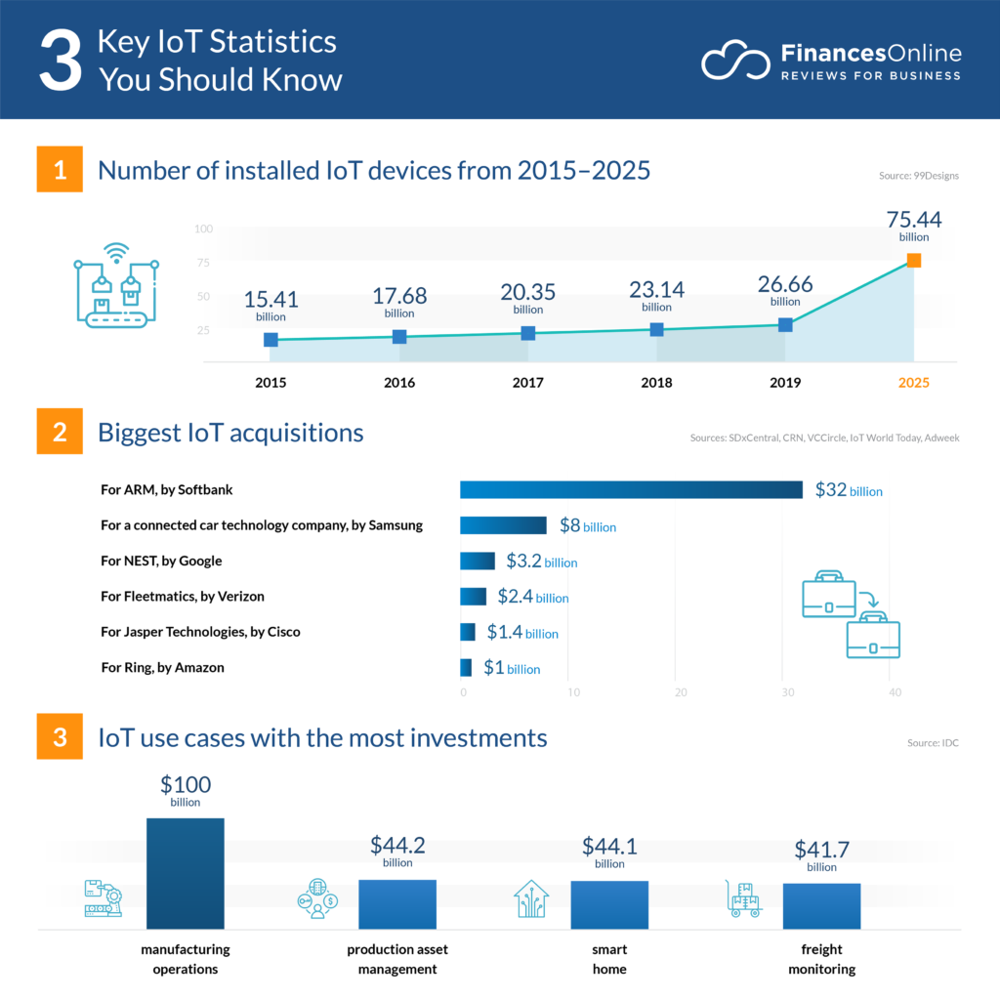 3
Key IoT Statistics
You Should Know
FinancesOnline
REVIEWS FOR BUSINESS
1
Number of installed IoT devices from 2015–2025
Source: 99Designs
100
75
50
25
15.41
billion
17.68
billion
20.35
billion
23.14
billion
26.66
billion
75.44
billion
2015
2016
2017
2018
2019
2025
2
Biggest IoT acquisitions
Sources: SDxCentral, CRN, VCCircle, IoT World Today, Adweek
For ARM, by Softbank
$32 billion
For a connected car technology company, by Samsung
$8 billion
For NEST, by Google
$3.2 billion
For Fleetmatics, by Verizon
$2.4 billion
For Jasper Technologies, by Cisco
$1.4 billion
For Ring, by Amazon
$1 billion
0
10
20
30
40
3
IoT use cases with the most investments
Source: IDC
$100
billion
$44.2
billion
$
$44.1
billion
$41.7
billion
manufacturing
operations
production asset
management
smart
home
freight
monitoring